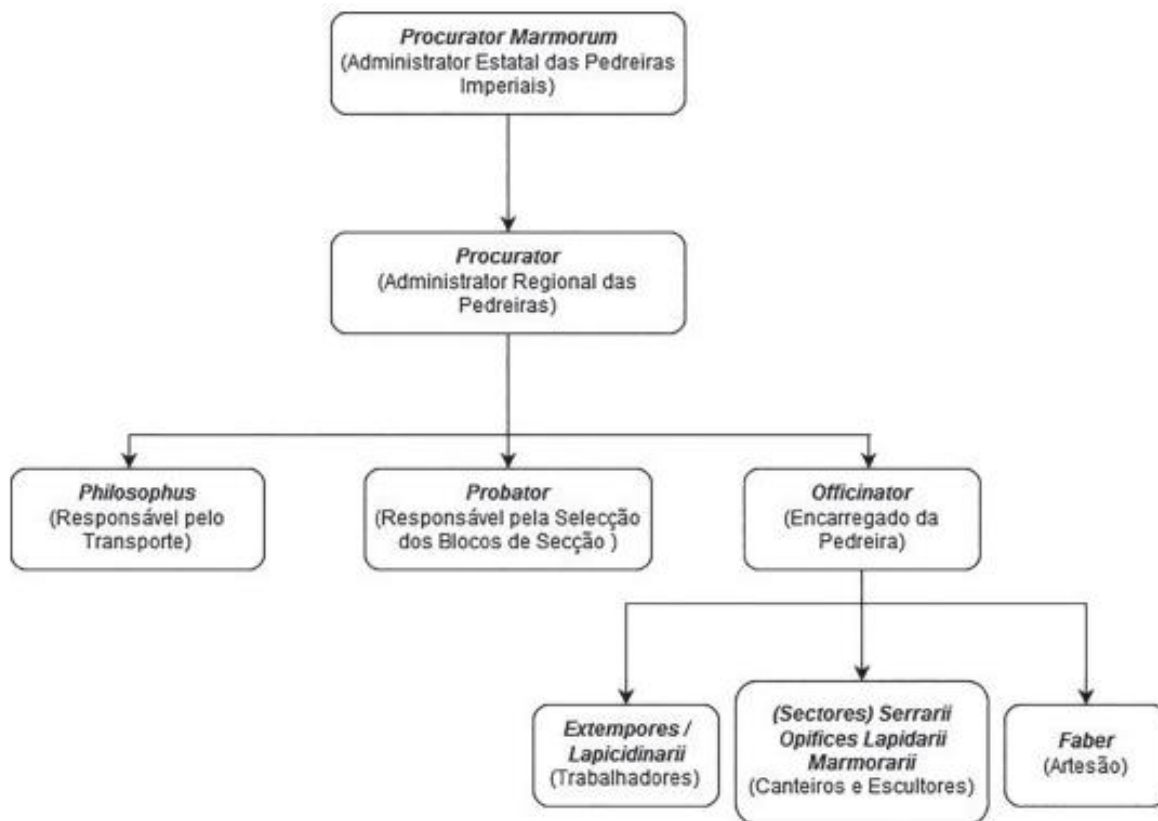 Procurator Marmorum
(Administrator Estatal das Pedreiras
Imperiais)
Procurator
(Administrator Regional das
Pedreiras)
Philosophus
(Responsável pelo
Transporte)
Probator
(Responsável pela Selecção
dos Blocos de Secção )
Officinator
(Encarregado da
Pedreira)
Extempores /
Lapicidinarii
(Trabalhadores)
(Sectores) Serrarii
Opifices Lapidarii
Marmorarii
(Canteiros e Escultores)
Faber
(Artesão)